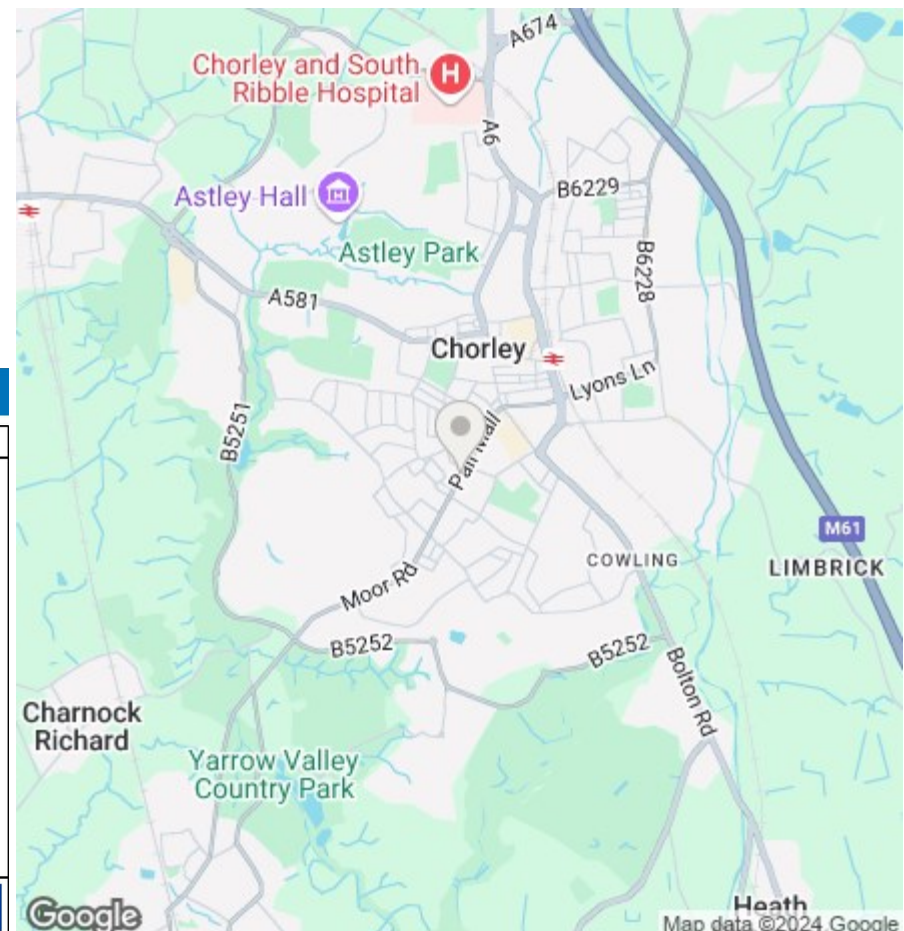 A674
Chorley and South
Ribble Hospital
H
A6
B6229
Astley Hall
Astley Park
B6228
A581
Chorley
Lyons Ln
B5251
Pall Mall
M61
COWLING
LIMBRICK
Moor Rd
B5252
B5252
Bolton Rd
Charnock
Richard
Yarrow Valley
Country Park
Heath
Google
Map data ©2024 Google